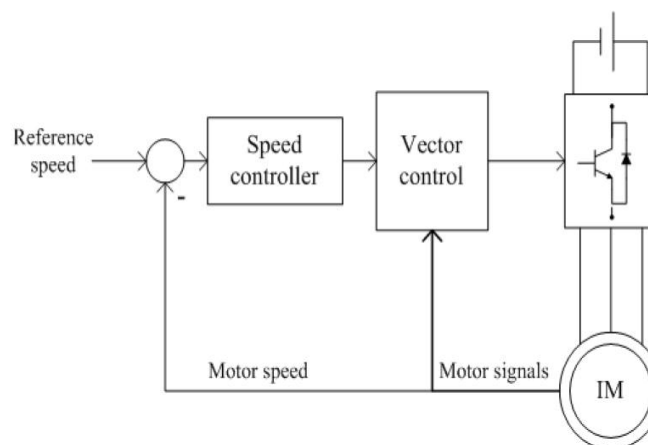 Reference
speed
Speed
controller
Vector
control
-
Motor speed
Motor signals
IM